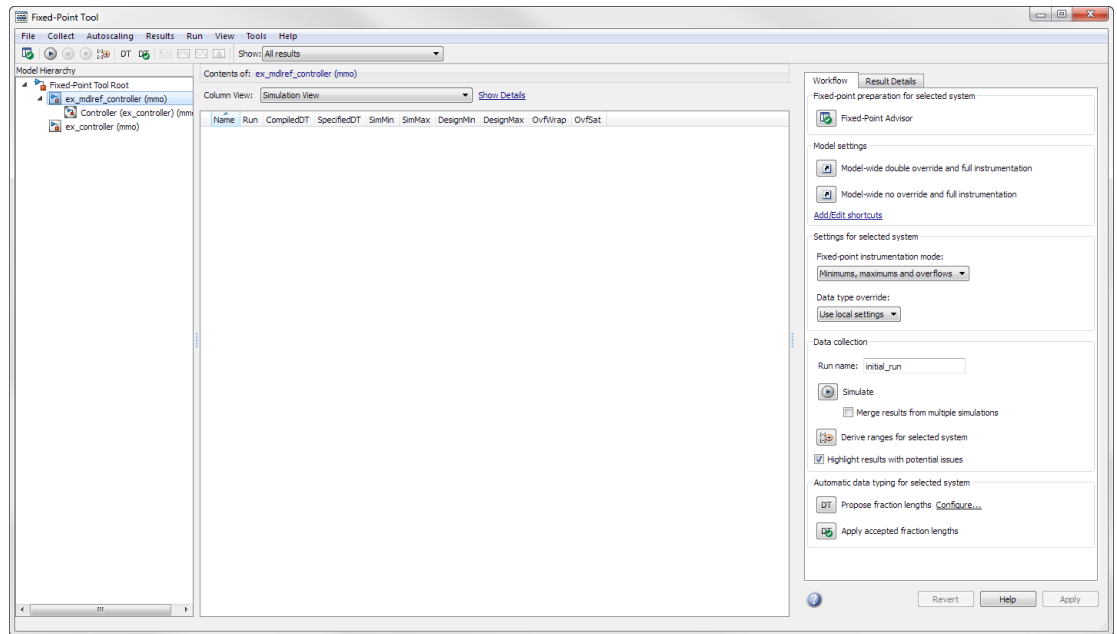 Fixed-Point Tool
File Collect Autoscaling Results Run View Tools Help
DT Show: All results
Model Hierarchy
Fixed-Point Tool Root
ex_mdlref_controller (mmo)
Controller (ex_controller) (mm
ex_controller (mmo)
Contents of: ex_mdlref_controller (mmo)
Column View: Simulation View Show Details
Name Run CompiledDT SpecifiedDT SimMin SimMax DesignMin DesignMax OvfWrap OvfSat
Workflow Result Details
Fixed-point preparation for selected system
Fixed-Point Advisor
Model settings
Model-wide double override and full instrumentation
Model-wide no override and full instrumentation
Add/Edit shortcuts
Settings for selected system
Fixed-point instrumentation mode:
Minimums, maximums and overflows
Data type override:
Use local settings
Data collection
Run name: initial_run
Simulate
Merge results from multiple simulations
Derive ranges for selected system
Highlight results with potential issues
Automatic data typing for selected system
DT Propose fraction lengths Configure...
Apply accepted fraction lengths
Revert Help Apply